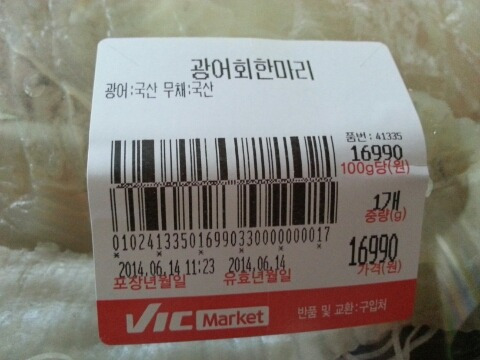 광어회한마리
광어:국산 무채:국산
품번 : 41335
16990
100g당(원)
1개
중량(g)
01024133501699033000000017
16990
가격(원)
2014.06.14 11:23 2014.06.14
포장년월일 유효년월일
VIC Market 반품 및 교환:구입처